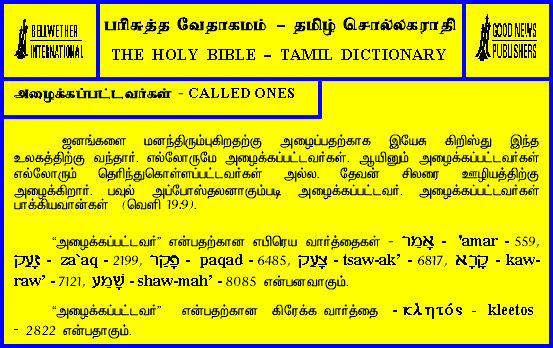 BELLWETHER
INTERNATIONAL
பரிசுத்த வேதாகமம் – தமிழ் சொல்லகராதி
THE HOLY BIBLE – TAMIL DICTIONARY
GOOD NEWS
PUBLISHERS
அழைக்கப்பட்டவர்கள் - CALLED ONES
ஜனங்களை மனந்திரும்புகிறதற்கு அழைப்பதற்காக இயேசு கிறிஸ்து இந்த
உலகத்திற்கு வந்தார். எல்லோருமே அழைக்கப்பட்டவர்கள். ஆயினும் அழைக்கப்பட்டவர்கள்
எல்லோரும் தெரிந்துகொள்ளப்பட்டவர்கள் அல்ல. தேவன் சிலரை ஊழியத்திற்கு
அழைக்கிறார். பவுல் அப்போஸ்தலனாகும்படி அழைக்கப்பட்டவர். அழைக்கப்பட்டவர்கள்
பாக்கியவான்கள் (வெளி 19:9).
“அழைக்கப்பட்டவர்” என்பதற்கான எபிரெய வார்த்தைகள் - אָמַר - 'amar - 559,
זָעַק - za`aq - 2199, פָּקַר - paqad - 6485, צָעַק - tsaw-ak’ - 6817, קָרָא - kaw-
raw’ - 7121, שָׁמַע - shaw-mah’ - 8085 என்பனவாகும்.
“அழைக்கப்பட்டவர்” என்பதற்கான கிரேக்க வார்த்தை - κλητός - kleetos
- 2822 என்பதாகும்.